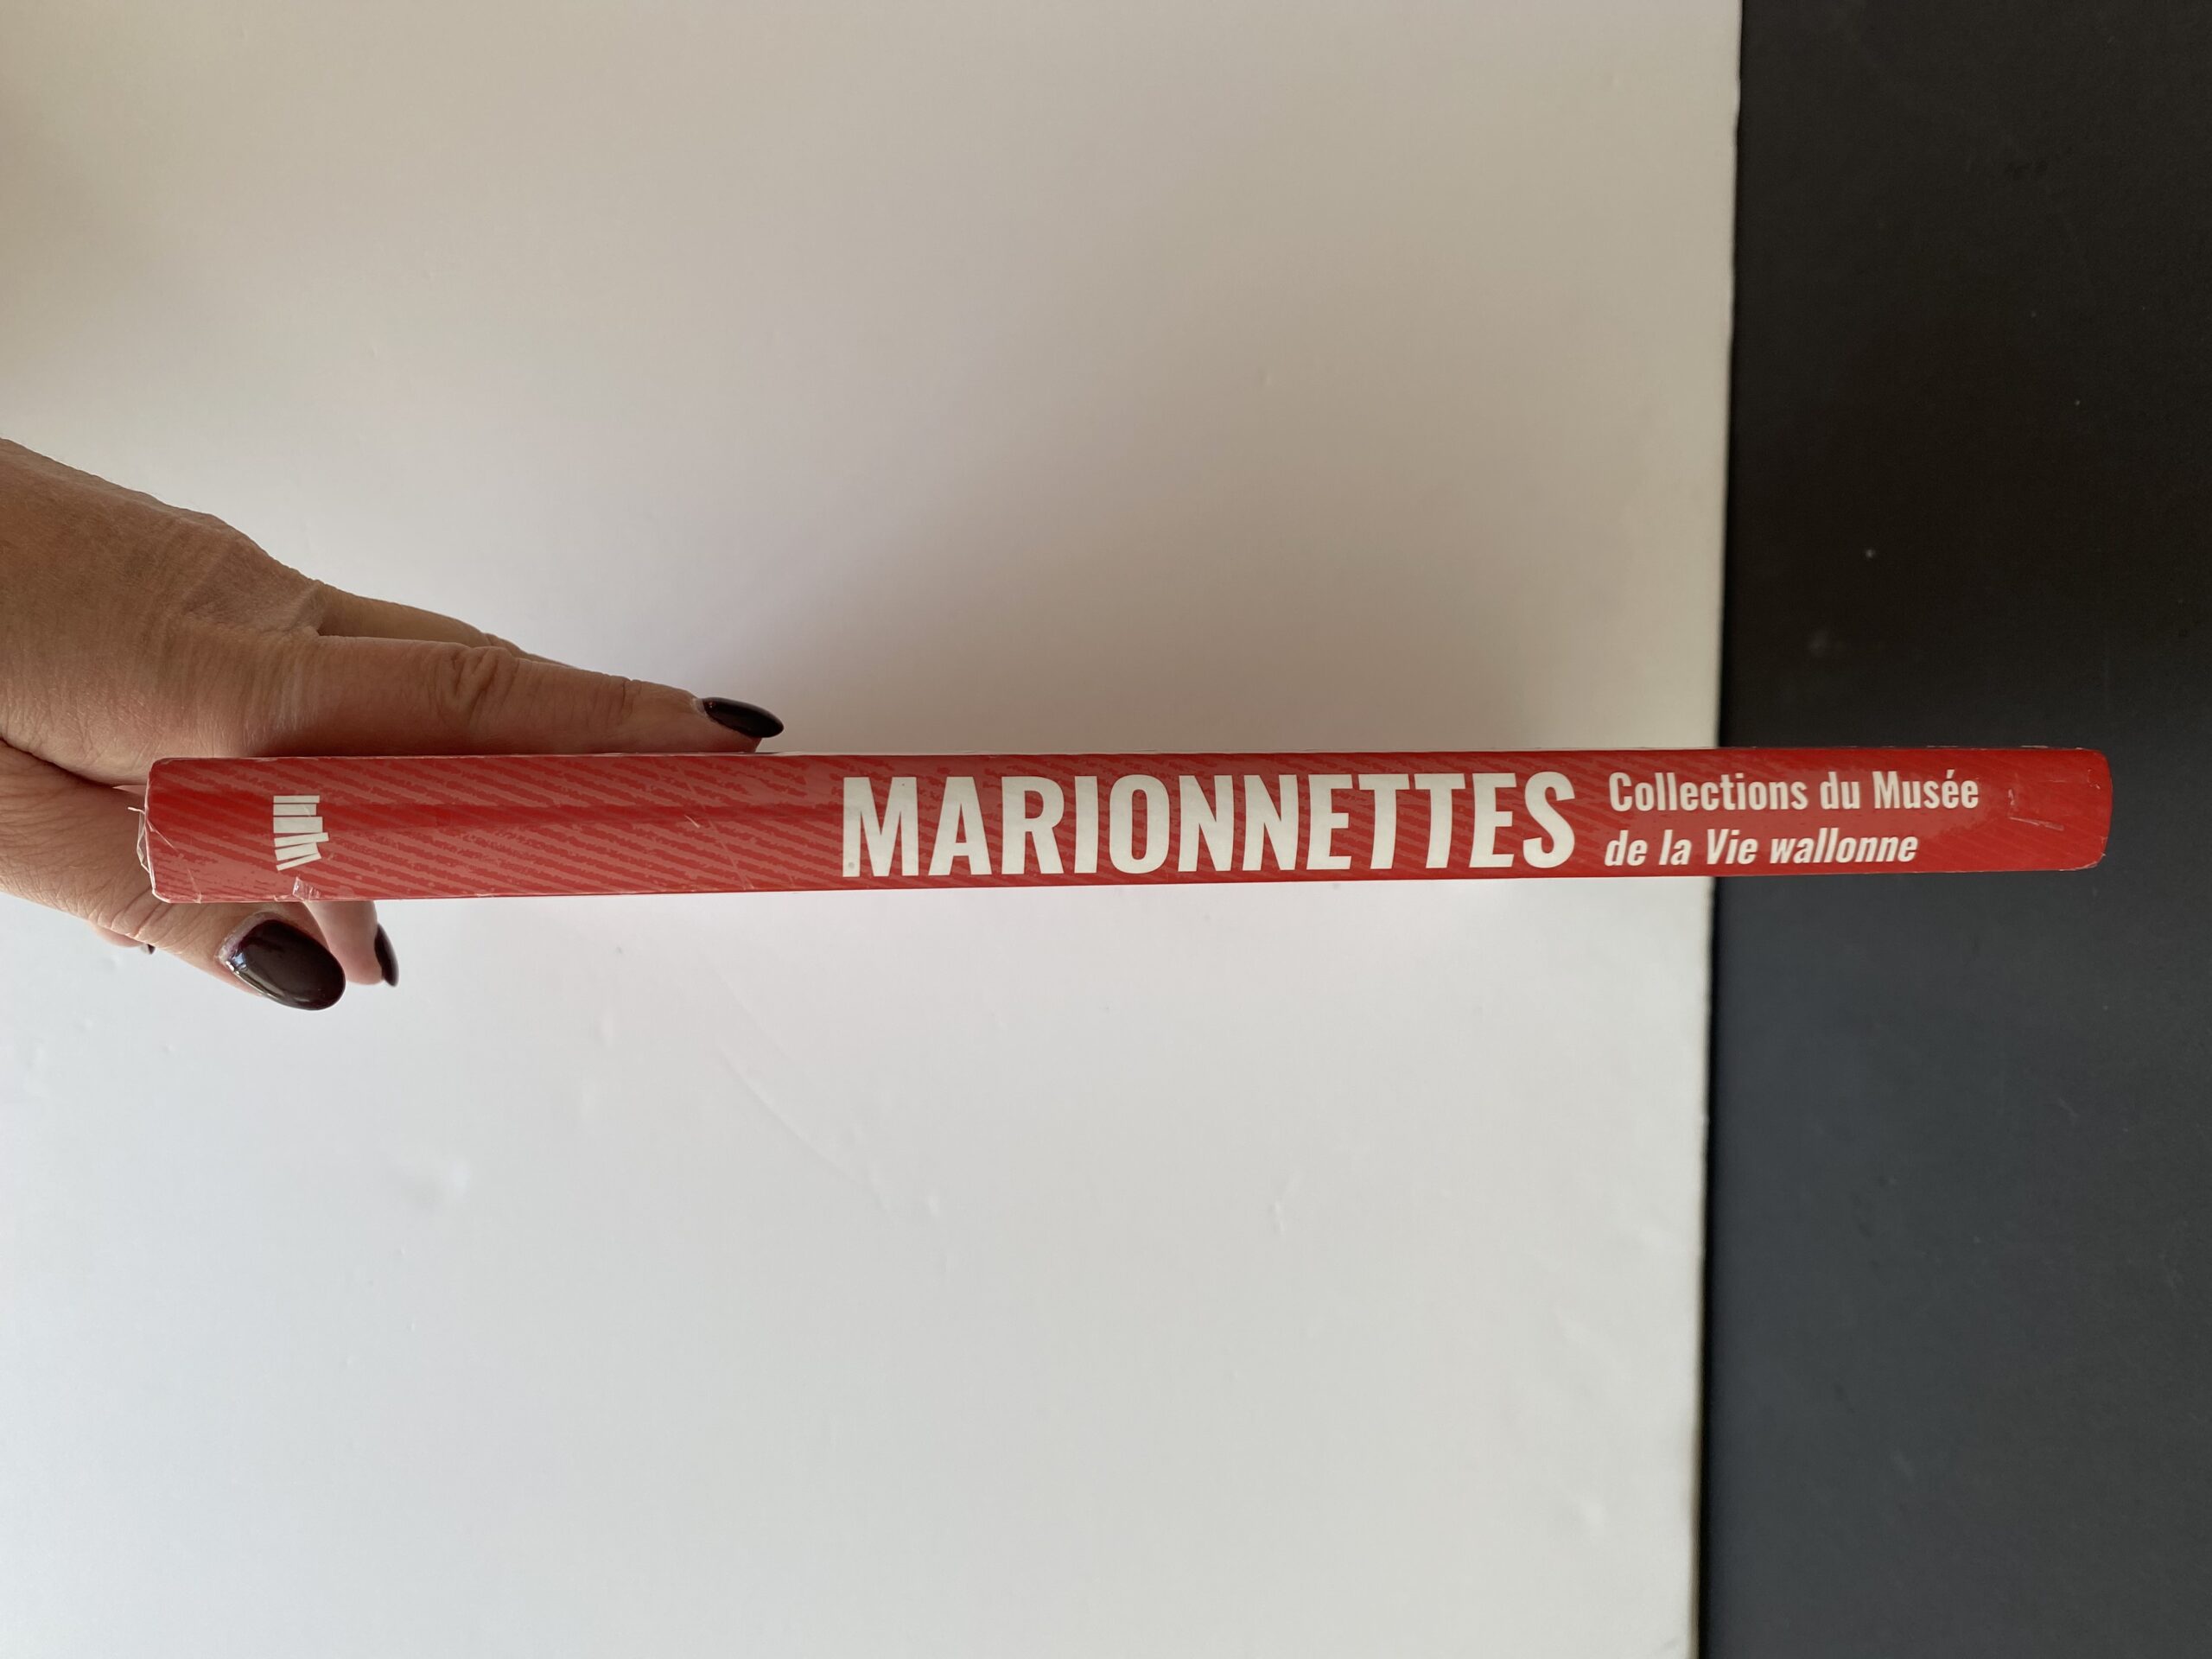 MARIONNETTES
Collections du Musée
de la Vie wallonne